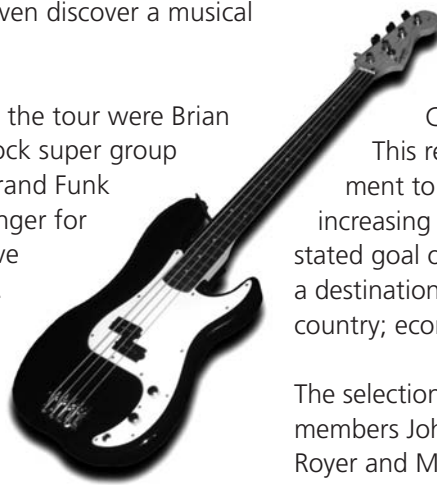 ven discover a musical
the tour were Brian
ock super group
rand Funk
nger for
ve
This re
ment to
increasing
stated goal o
a destination
country; econ
The selection
members Joh
Royer and M